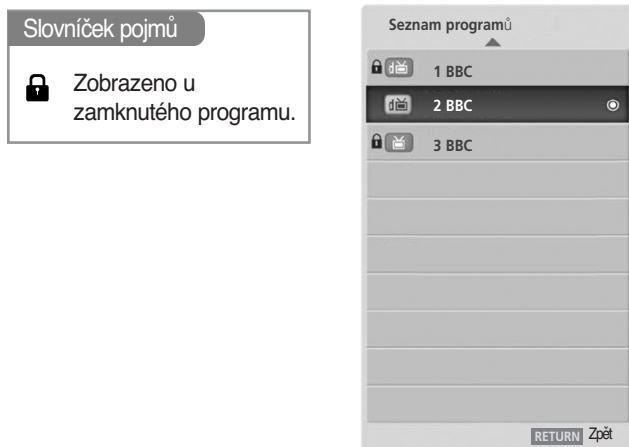 Slovníček pojmů
Zobrazeno u
zamknutého programu.
Seznam programů
1 BBC
2 BBC
3 BBC
RETURN Zpět